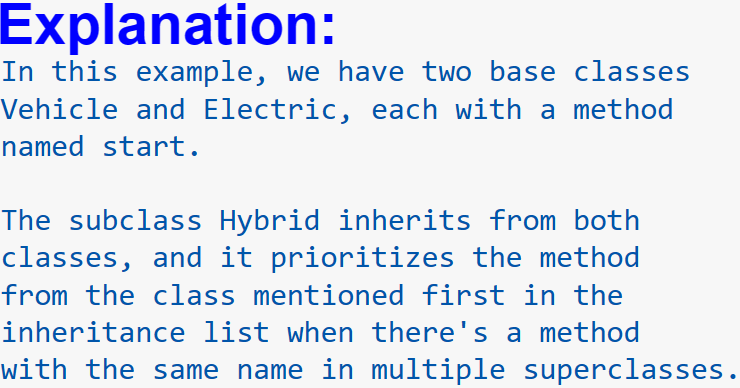 Explanation:
In this example, we have two base classes
Vehicle and Electric, each with a method
named start.
The subclass Hybrid inherits from both
classes, and it prioritizes the method
from the class mentioned first in the
inheritance list when there's a method
with the same name in multiple superclasses.